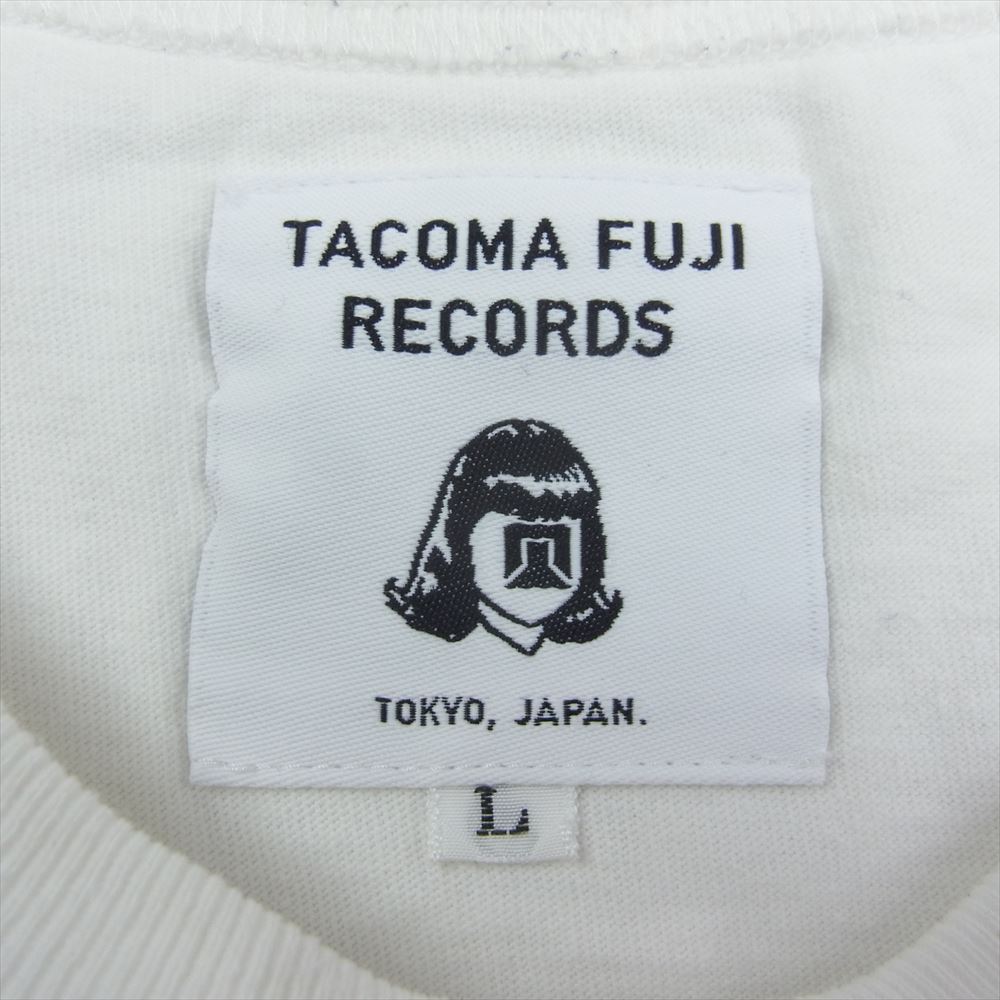 TACOMA FUJI
RECORDS
TOKYO, JAPAN.
L